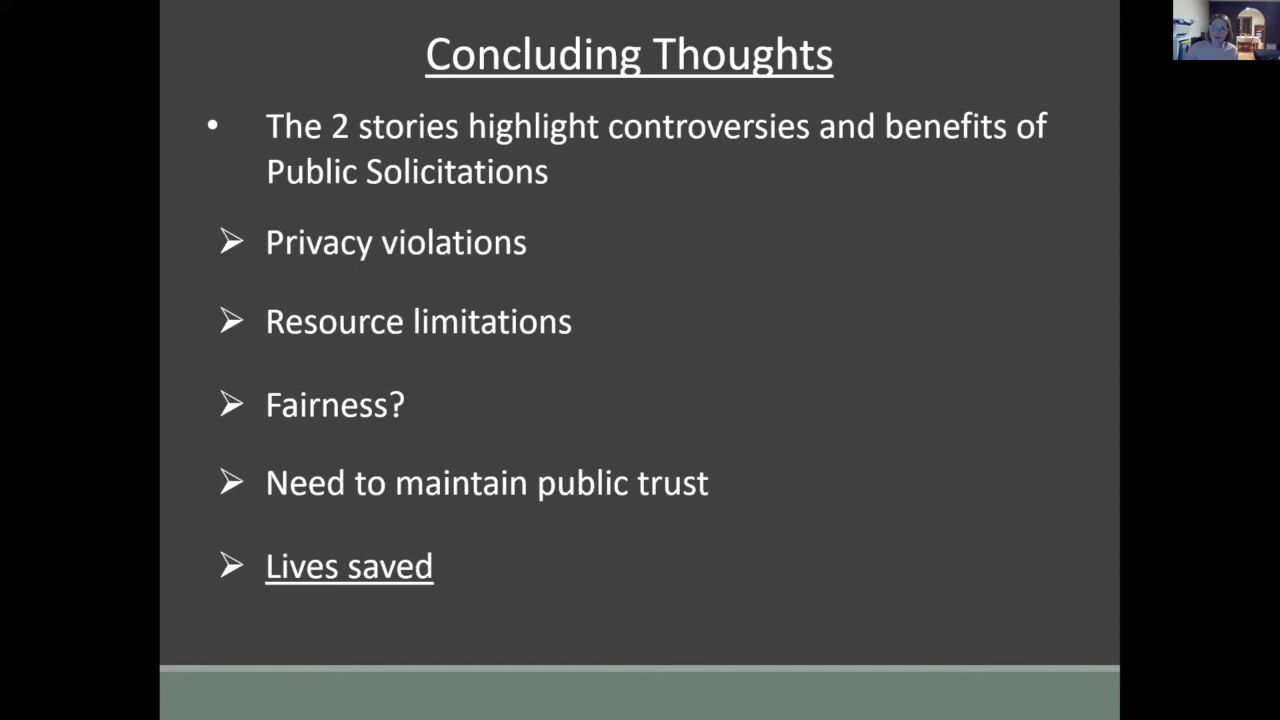 Concluding Thoughts
• The 2 stories highlight controversies and benefits of
Public Solicitations
➢ Privacy violations
➢ Resource limitations
➢ Fairness?
➢ Need to maintain public trust
➢ Lives saved